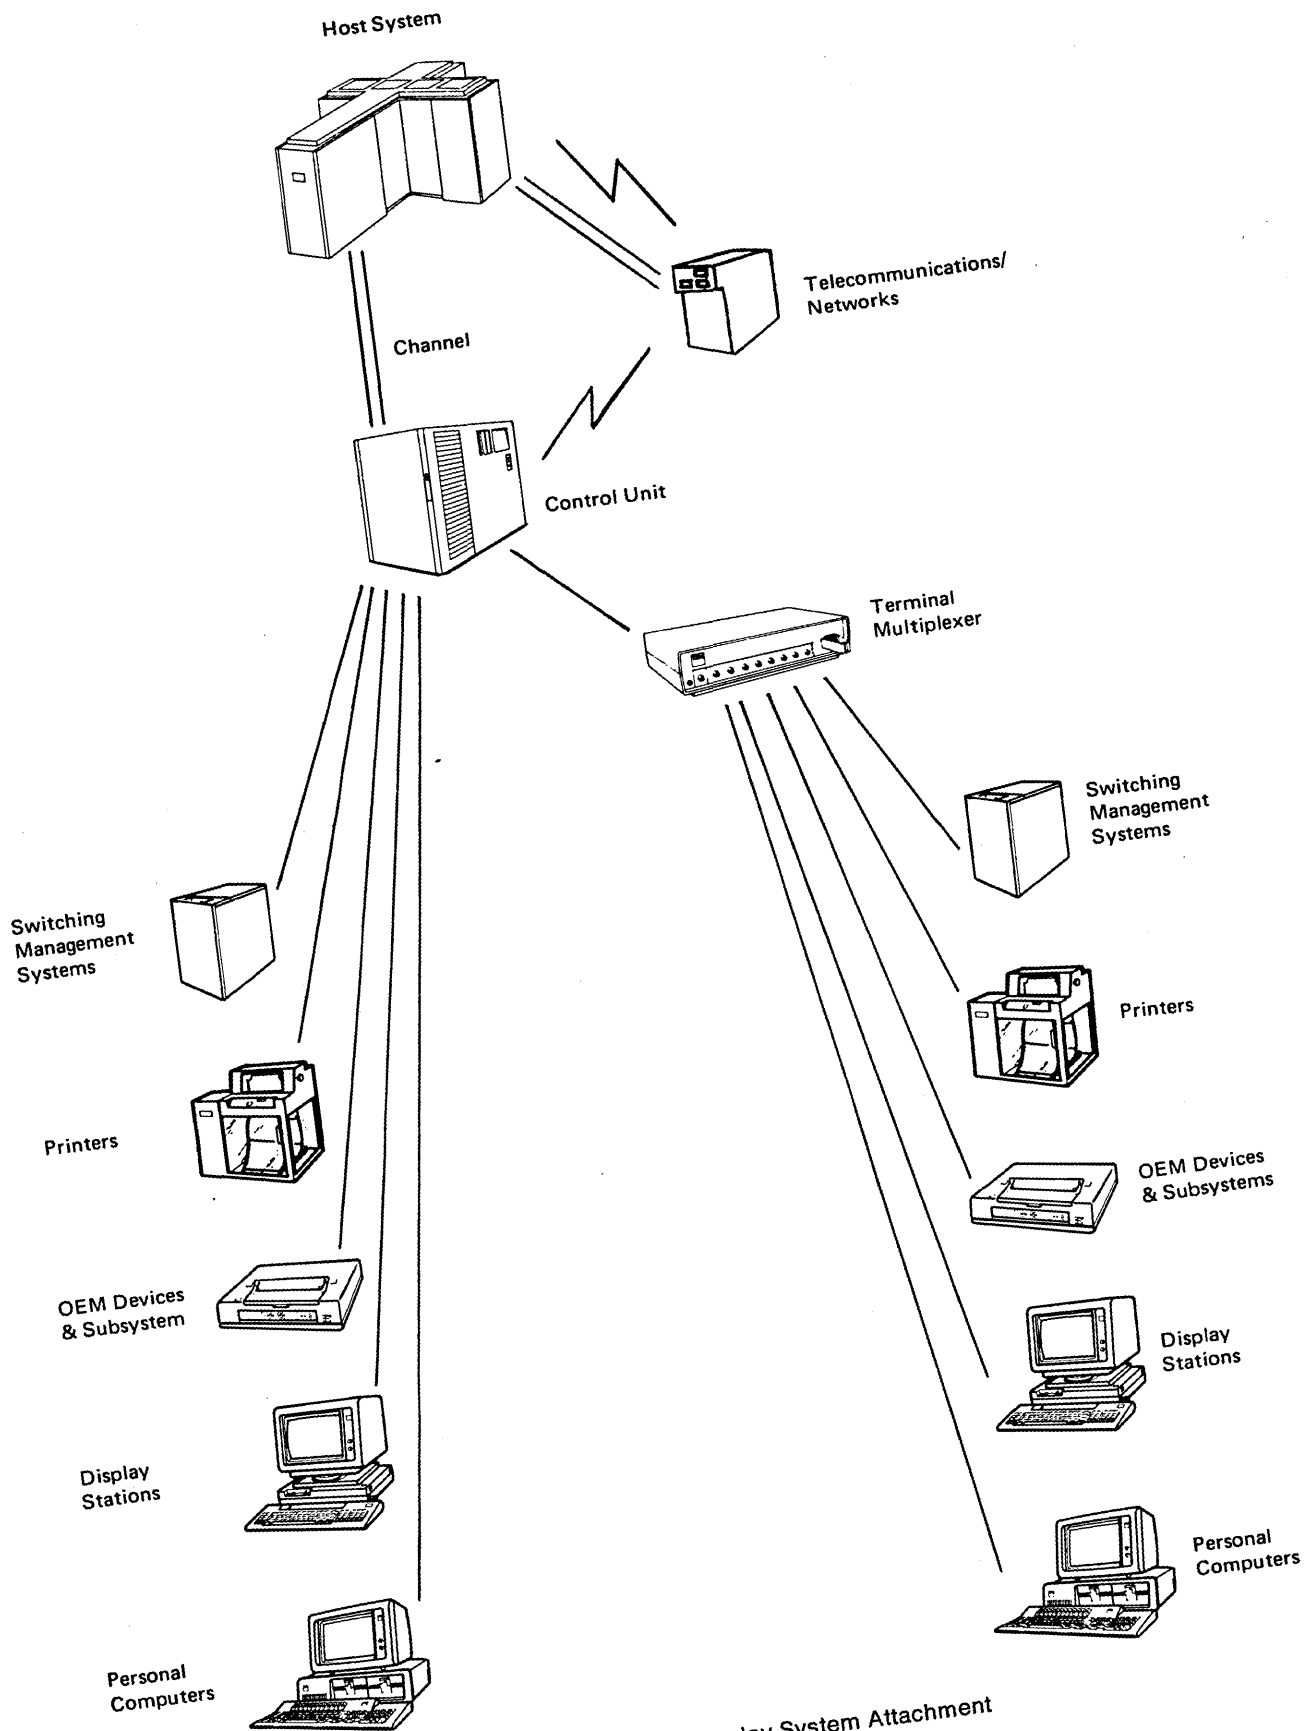 Host System
Telecommunications/
Networks
Channel
Control Unit
Terminal
Multiplexer
Switching
Management
Systems
Switching
Management
Systems
Printers
Printers
OEM Devices
& Subsystems
OEM Devices
& Subsystem
Display
Stations
Display
Stations
Personal
Computers
Personal
Computers
System Attachment